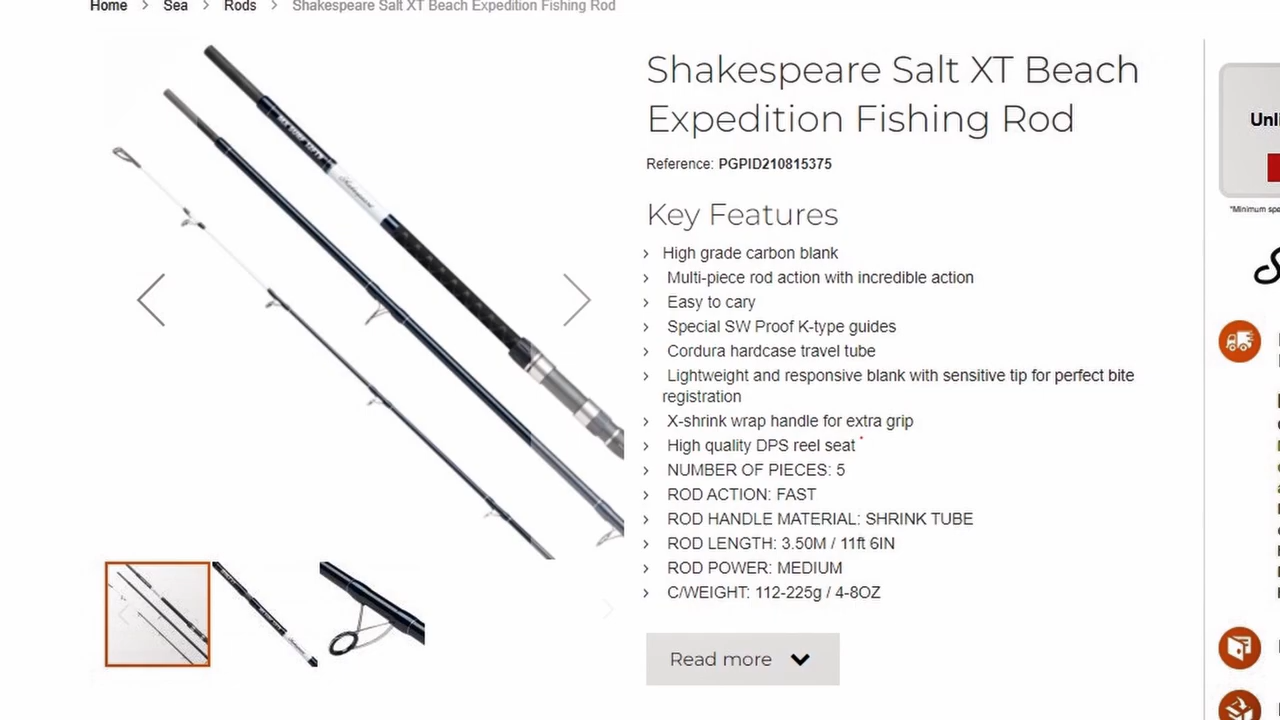 Home > Sea > Rods > Shakespeare Salt XT Beach Expedition Fishing Rod
Shakespeare Salt XT Beach
Expedition Fishing Rod
Reference: PGPID210815375
Key Features
High grade carbon blank
Multi-piece rod action with incredible action
Easy to cary
Special SW Proof K-type guides
Cordura hardcase travel tube
Lightweight and responsive blank with sensitive tip for perfect bite
registration
X-shrink wrap handle for extra grip
High quality DPS reel seat
NUMBER OF PIECES: 5
ROD ACTION: FAST
ROD HANDLE MATERIAL: SHRINK TUBE
ROD LENGTH: 3.50M / 11ft 6IN
ROD POWER: MEDIUM
C/WEIGHT: 112-225g / 4-8OZ
Read more
Shakespeare
*Minimum